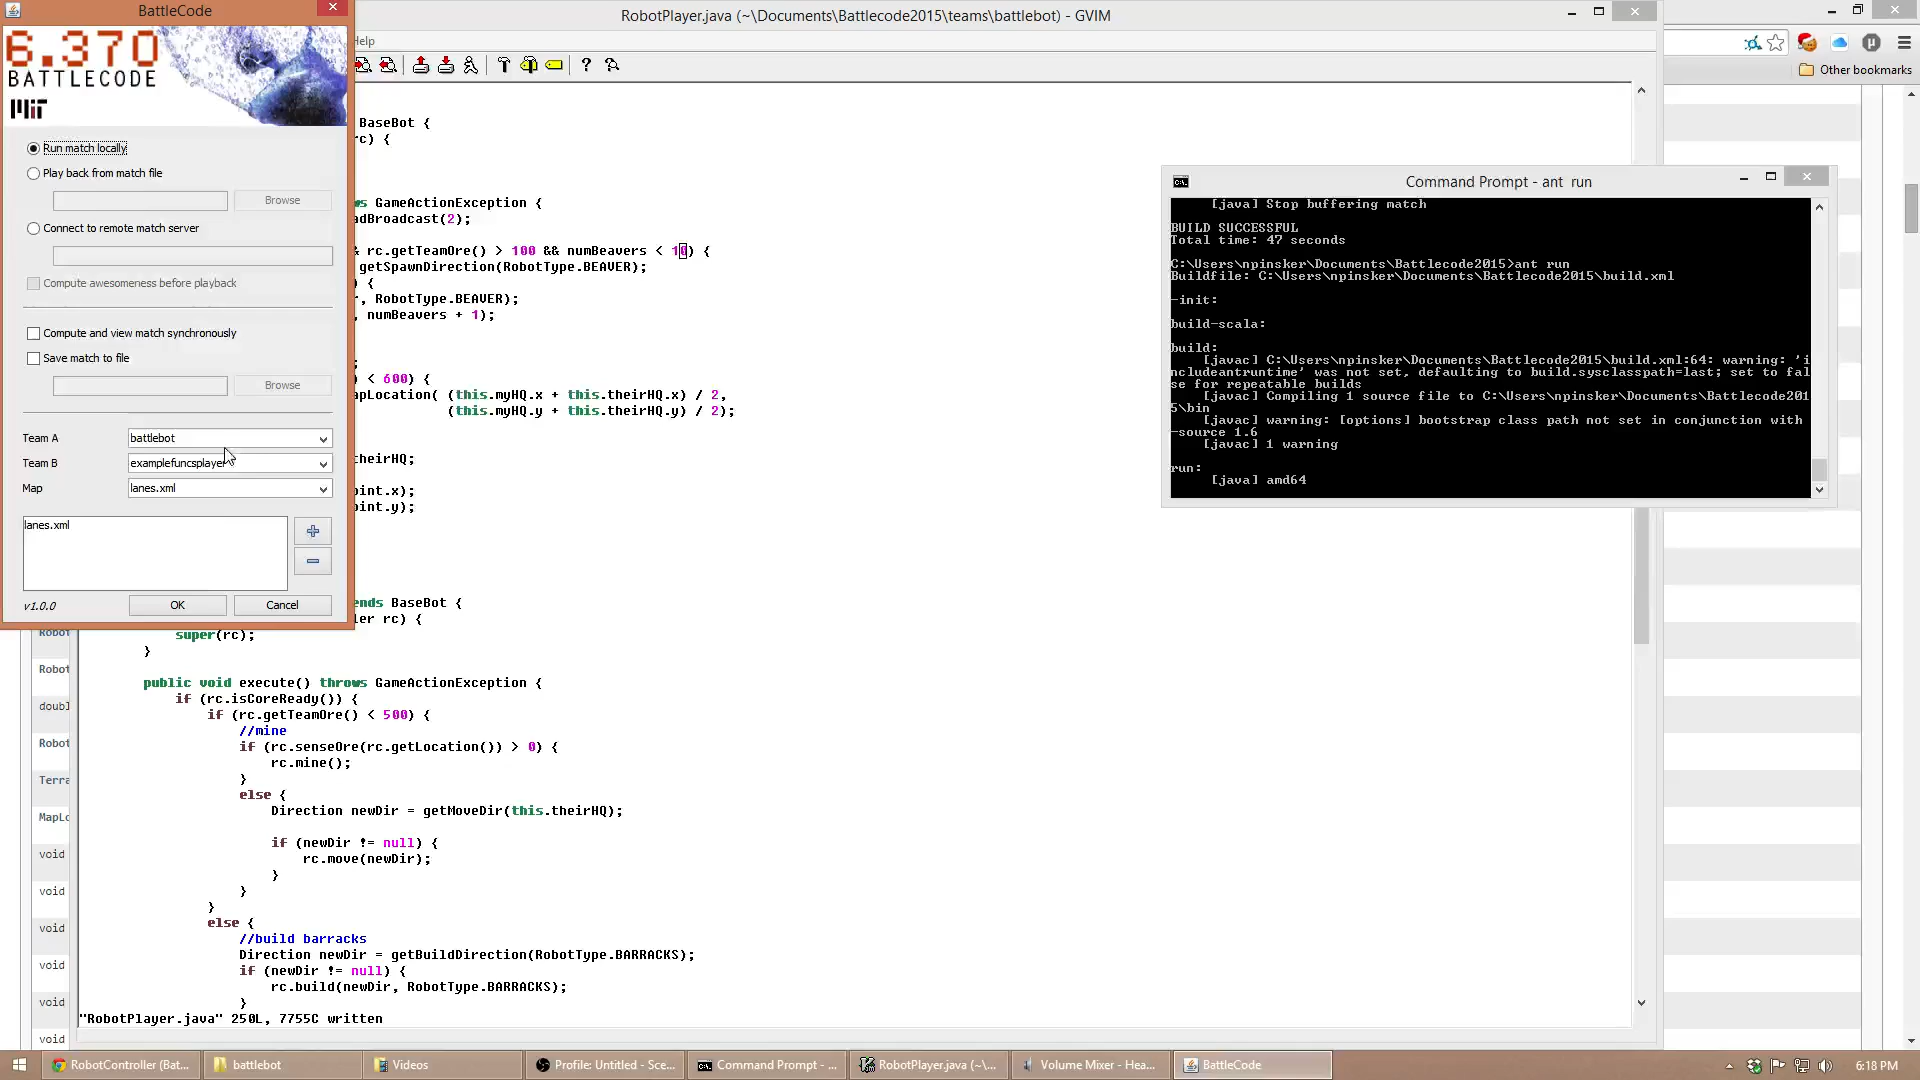 BattleCode
6.370
BATTLECODE
MIT
Run match locally
Play back from match file
Browse
Connect to remote match server
Compute awesomeness before playback
Compute and view match synchronously
Save match to file
Browse
Team A battlebot
Team B examplefuncsplayer
Map lanes.xml
lanes.xml
v1.0.0 OK Cancel
RobotPlayer.java (~\Documents\Battlecode2015\teams\battlebot) - GVIM
Help
BaseBot {
rc) {
ws GameActionException {
adBroadcast(2);
& rc.getTeamOre() > 100 && numBeavers < 10) {
getSpawnDirection(RobotType.BEAVER);
) {
, RobotType.BEAVER);
, numBeavers + 1);
;
) < 600) {
apLocation( (this.myHQ.x + this.theirHQ.x) / 2,
(this.myHQ.y + this.theirHQ.y) / 2);
heirHQ;
int.x);
int.y);
ends BaseBot {
ler rc) {
super(rc);
}
public void execute() throws GameActionException {
if (rc.isCoreReady()) {
if (rc.getTeamOre() < 500) {
//mine
if (rc.senseOre(rc.getLocation()) > 0) {
rc.mine();
}
else {
Direction newDir = getMoveDir(this.theirHQ);
if (newDir != null) {
rc.move(newDir);
}
}
}
else {
//build barracks
Direction newDir = getBuildDirection(RobotType.BARRACKS);
if (newDir != null) {
rc.build(newDir, RobotType.BARRACKS);
}
"RobotPlayer.java" 250L, 7755C written
Robot
Robot
doubl
Robot
Terra
MapLo
void
void
void
void
void
void
Other bookmarks
Command Prompt - ant run
[java] Stop buffering match
BUILD SUCCESSFUL
Total time: 47 seconds
C:\Users\npinsker\Documents\Battlecode2015>ant run
Buildfile: C:\Users\npinsker\Documents\Battlecode2015\build.xml
-init:
build-scala:
build:
[javac] C:\Users\npinsker\Documents\Battlecode2015\build.xml:64: warning: 'i
ncludeantruntime' was not set, defaulting to build.sysclasspath=last; set to fal
se for repeatable builds
[javac] Compiling 1 source file to C:\Users\npinsker\Documents\Battlecode201
5\bin
[javac] warning: [options] bootstrap class path not set in conjunction with
-source 1.6
[javac] 1 warning
run:
[java] amd64
RobotController (Bat...
battlebot
Videos
Profile: Untitled - Sce...
Command Prompt - ...
RobotPlayer.java (~\...
Volume Mixer - Hea...
BattleCode
6:18 PM